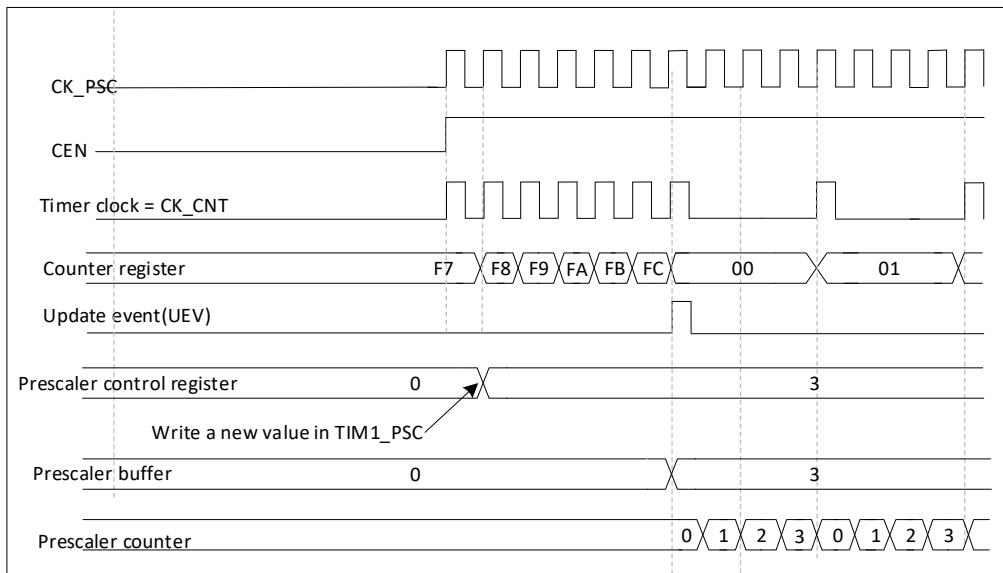 CK_PSC
CEN
Timer clock = CK_CNT
Counter register F7 F8 F9 FA FB FC 00 01
Update event(UEV)
Prescaler control register 0 3
Write a new value in TIM1_PSC
Prescaler buffer 0 3
Prescaler counter 0 1 2 3 0 1 2 3